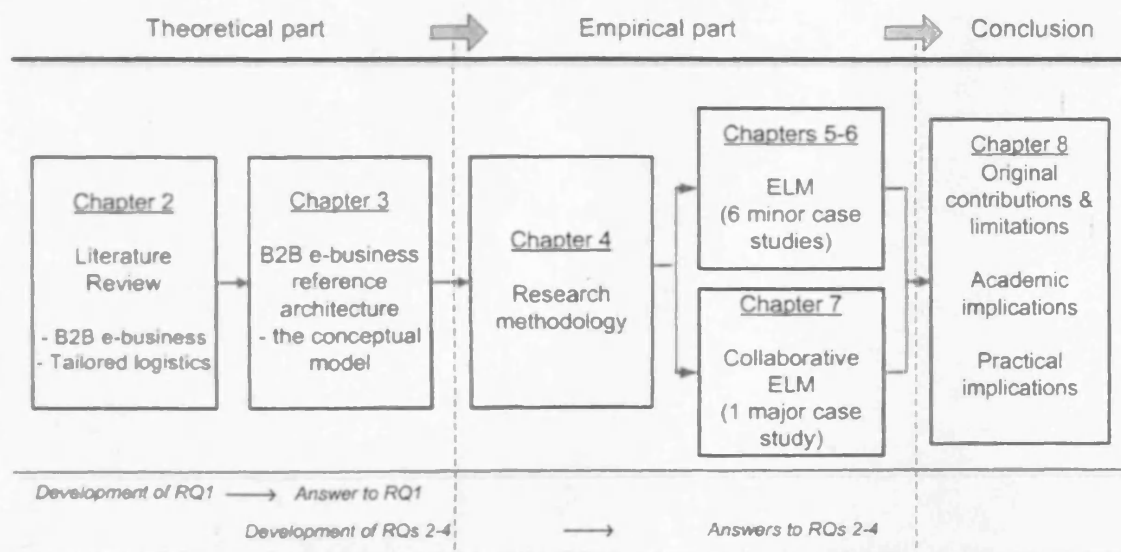 Theoretical part
Empirical part
Conclusion
Chapter 2
Literature
Review
- B2B e-business
- Tailored logistics
Chapter 3
B2B e-business
reference
architecture
- the conceptual
model
Chapter 4
Research
methodology
Chapters 5-6
ELM
(6 minor case
studies)
Chapter 7
Collaborative
ELM
(1 major case
study)
Chapter 8
Original
contributions &
limitations
Academic
implications
Practical
implications
Development of RQ1
Answer to RQ1
Development of RQs 2-4
Answers to RQs 2-4